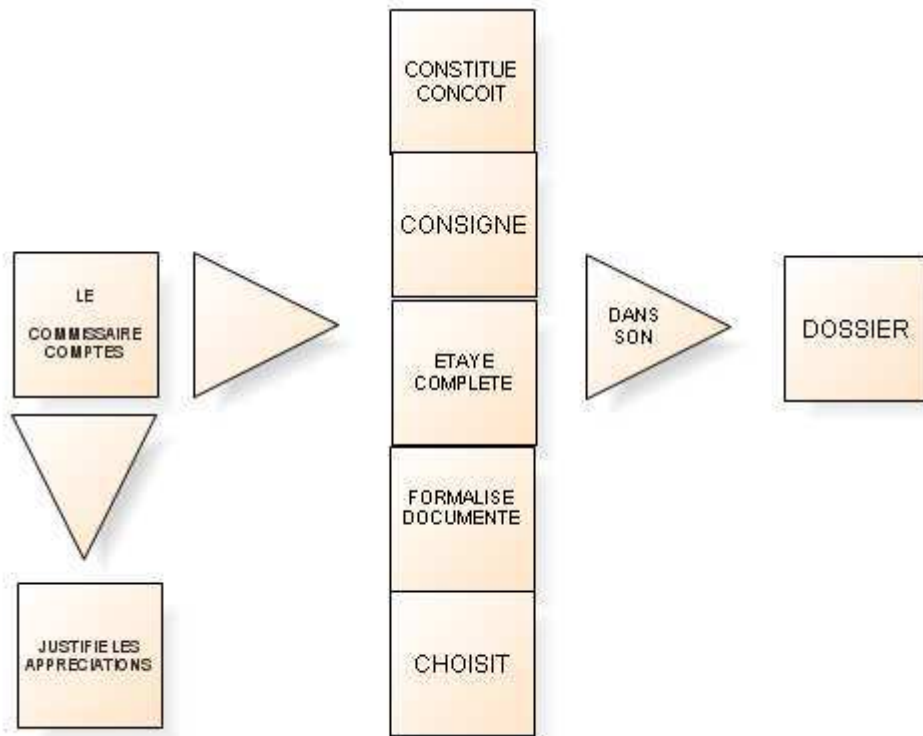 CONSTITUE
CONCOIT
CONSIGNE
LE
COMMISSAIRE
COMPTES
ETAYE
COMPLETE
DANS
SON
DOSSIER
FORMALISE
DOCUMENTE
JUSTIFIE LES
APPRECIATIONS
CHOISIT